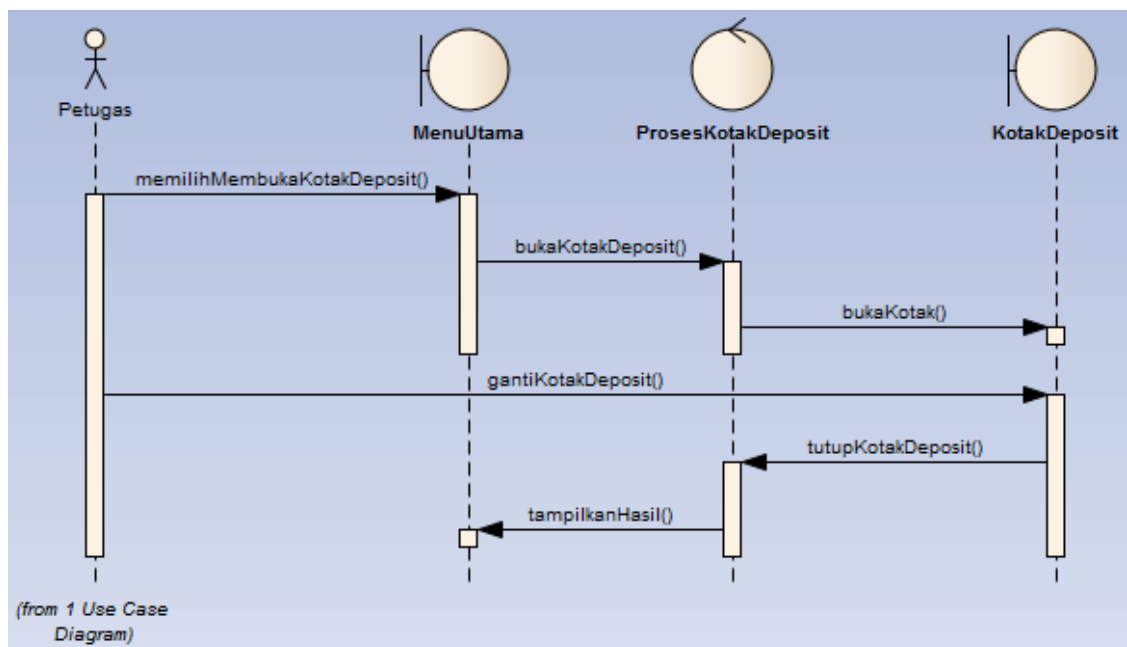 Petugas
MenuUtama
ProsesKotakDeposit
KotakDeposit
memilihMembukaKotakDeposit()
bukaKotakDeposit()
bukaKotak()
gantiKotakDeposit()
tutupKotakDeposit()
tampilkanHasil()
(from 1 Use Case
Diagram)